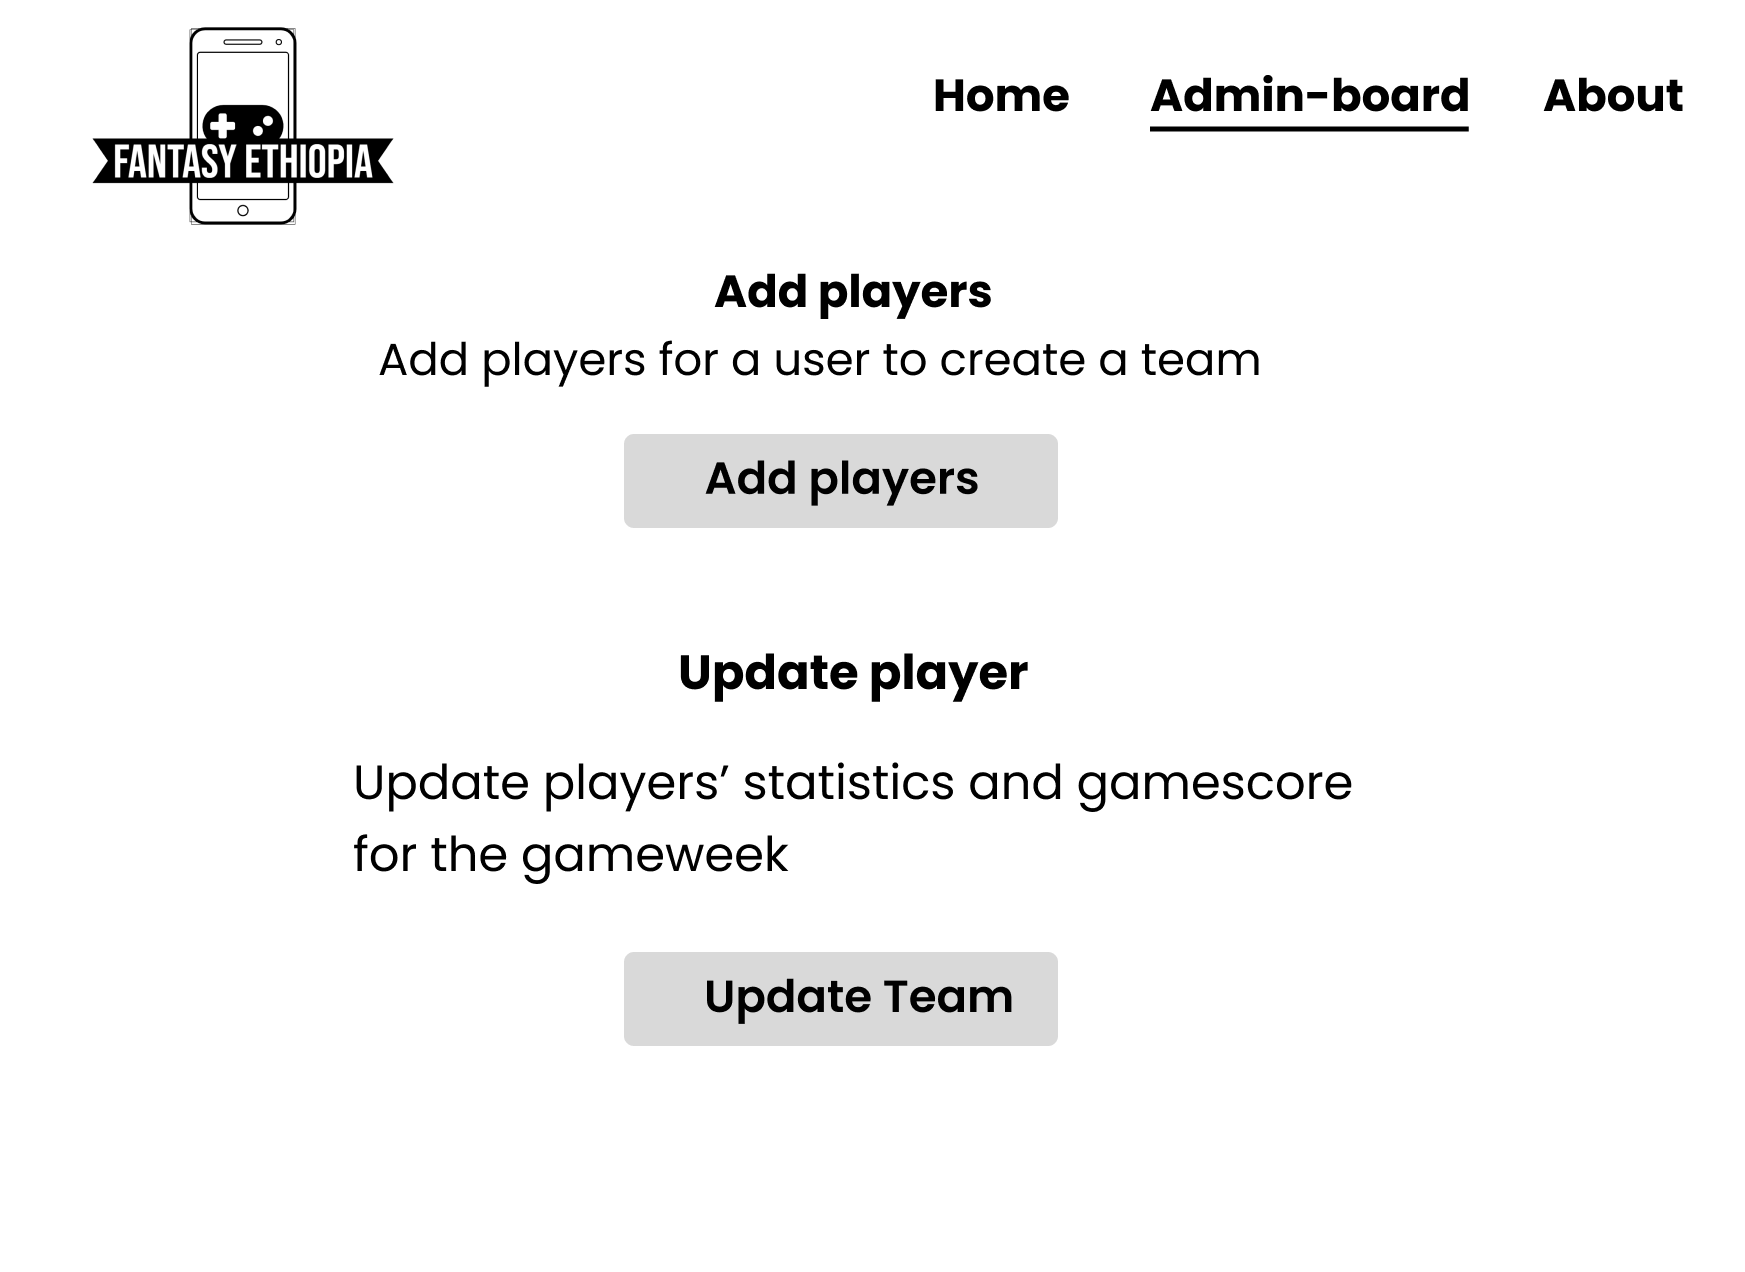 FANTASY ETHIOPIA
Home Admin-board About
Add players
Add players for a user to create a team
Add players
Update player
Update players’ statistics and gamescore
for the gameweek
Update Team